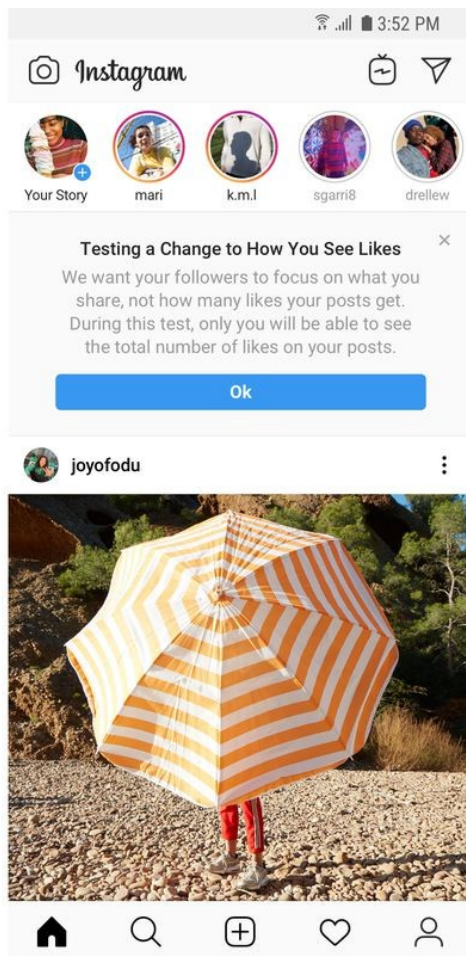 3:52 PM
Instagram
Your Story
mari
k.m.l
sgarri8
drellew
Testing a Change to How You See Likes
We want your followers to focus on what you
share, not how many likes your posts get.
During this test, only you will be able to see
the total number of likes on your posts.
Ok
joyofodu